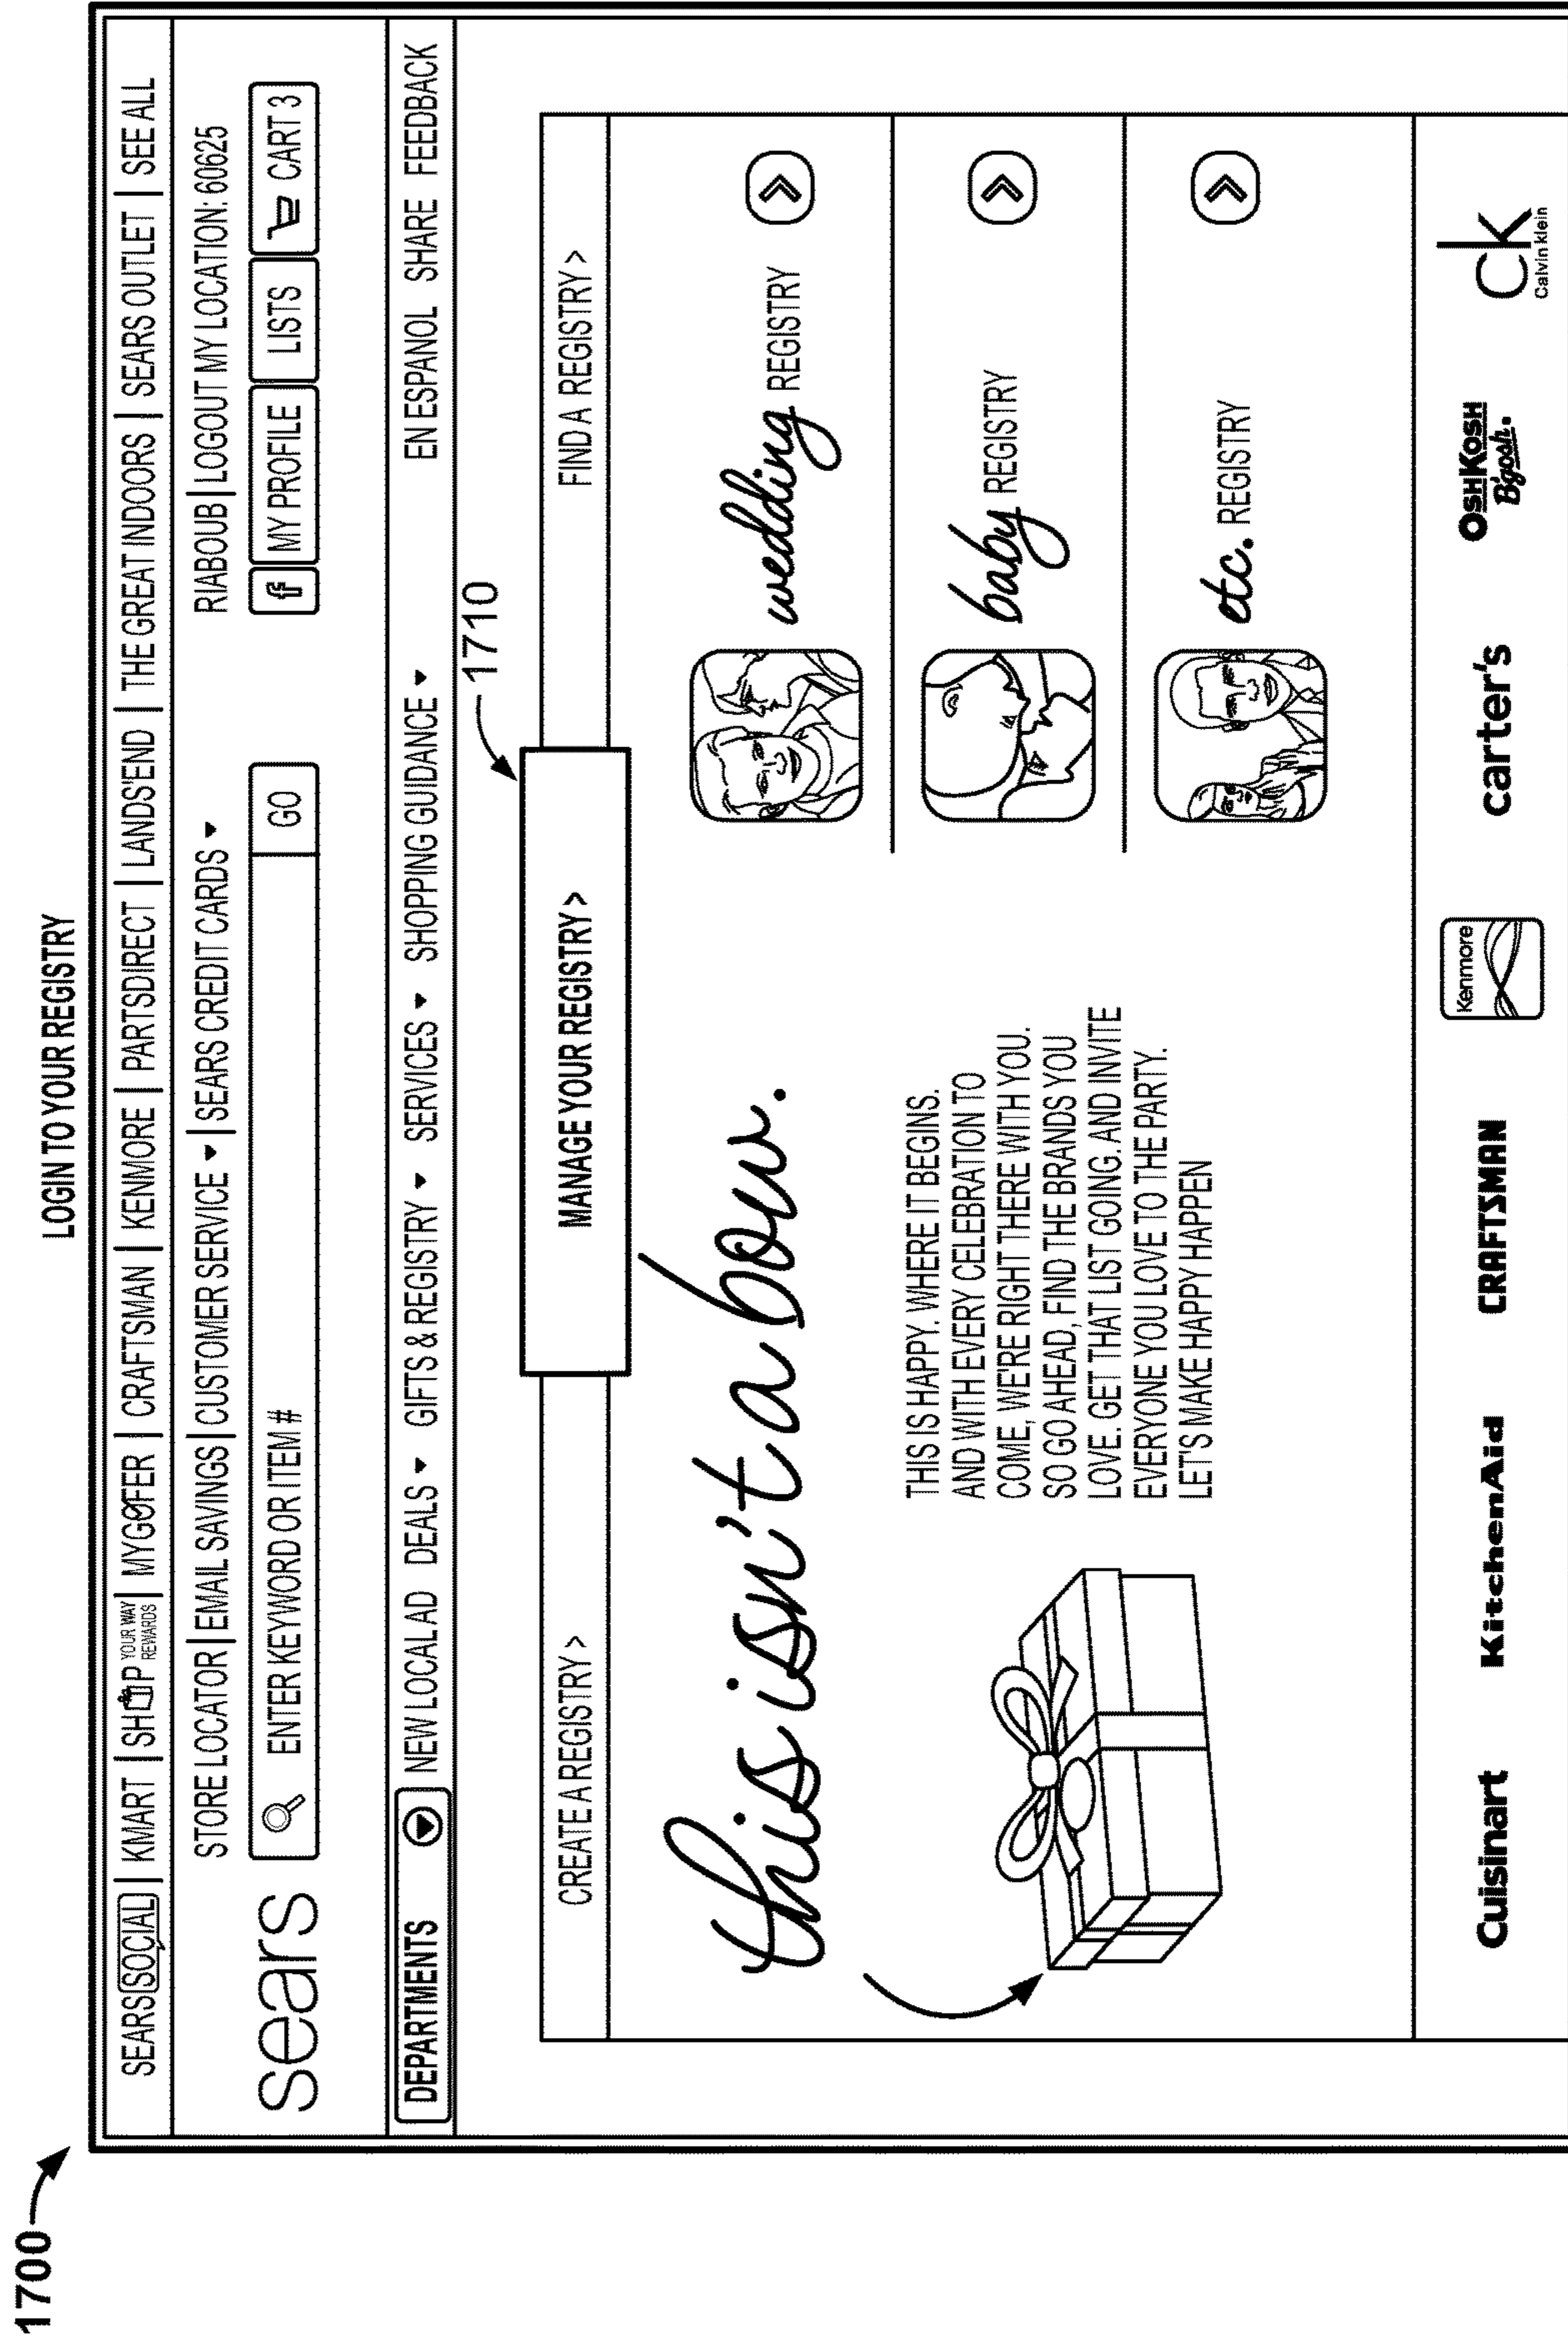 1700
LOGIN TO YOUR REGISTRY
SEARS SOCIAL | KMART | SHOP YOUR WAY REWARDS | MYGOFER | CRAFTSMAN | KENMORE | PARTSDIRECT | LANDSEND | THE GREAT INDOORS | SEARS OUTLET | SEE ALL
STORE LOCATOR | EMAIL SAVINGS | CUSTOMER SERVICE ▾ | SEARS CREDIT CARDS ▾
RIABOUB | LOGOUT MY LOCATION: 60625
sears
ENTER KEYWORD OR ITEM #
GO
f MY PROFILE LISTS CART 3
DEPARTMENTS NEW LOCAL AD DEALS ▾ GIFTS & REGISTRY ▾ SERVICES ▾ SHOPPING GUIDANCE ▾ EN ESPANOL SHARE FEEDBACK
1710
CREATE A REGISTRY > MANAGE YOUR REGISTRY > FIND A REGISTRY >
this isn't a bow.
THIS IS HAPPY. WHERE IT BEGINS.
AND WITH EVERY CELEBRATION TO
COME, WE'RE RIGHT THERE WITH YOU.
SO GO AHEAD, FIND THE BRANDS YOU
LOVE. GET THAT LIST GOING. AND INVITE
EVERYONE YOU LOVE TO THE PARTY.
LET'S MAKE HAPPY HAPPEN
wedding REGISTRY
baby REGISTRY
etc. REGISTRY
Cuisinart
KitchenAid
CRAFTSMAN
Kenmore
carter's
OSHKOSH
B'gosh.
CK
Calvin klein